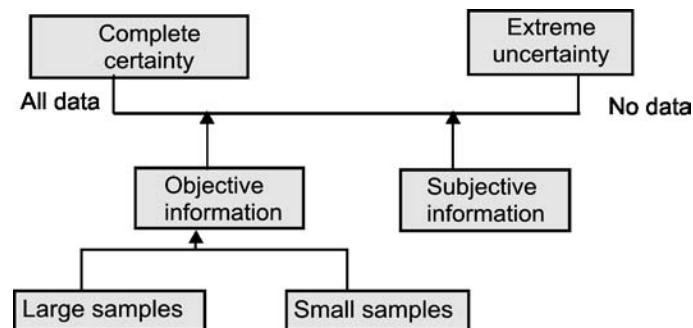 Complete
certainty
Extreme
uncertainty
All data
No data
Objective
information
Subjective
information
Large samples
Small samples